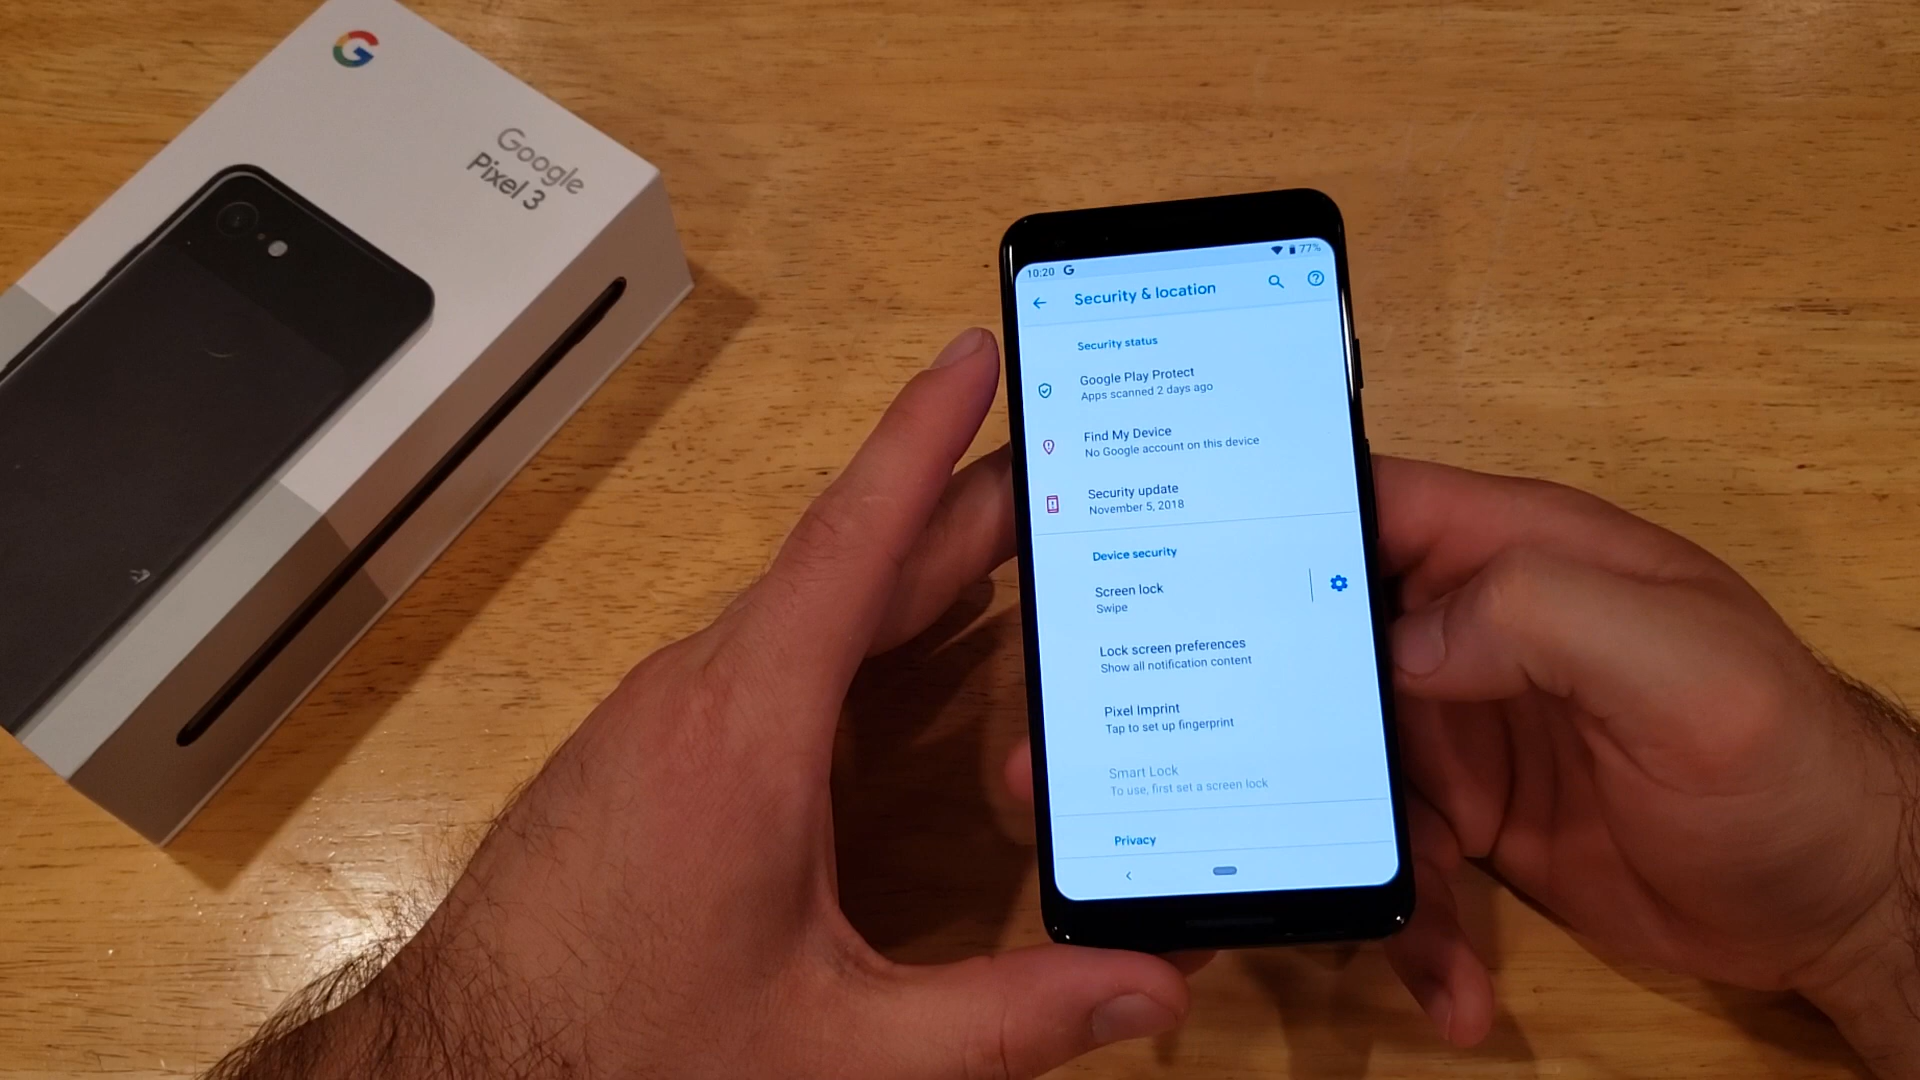 Google
Pixel 3
10:20 G
77%
Security & location
Security status
Google Play Protect
Apps scanned 2 days ago
Find My Device
No Google account on this device
Security update
November 5, 2018
Device security
Screen lock
Swipe
Lock screen preferences
Show all notification content
Pixel Imprint
Tap to set up fingerprint
Smart Lock
To use, first set a screen lock
Privacy